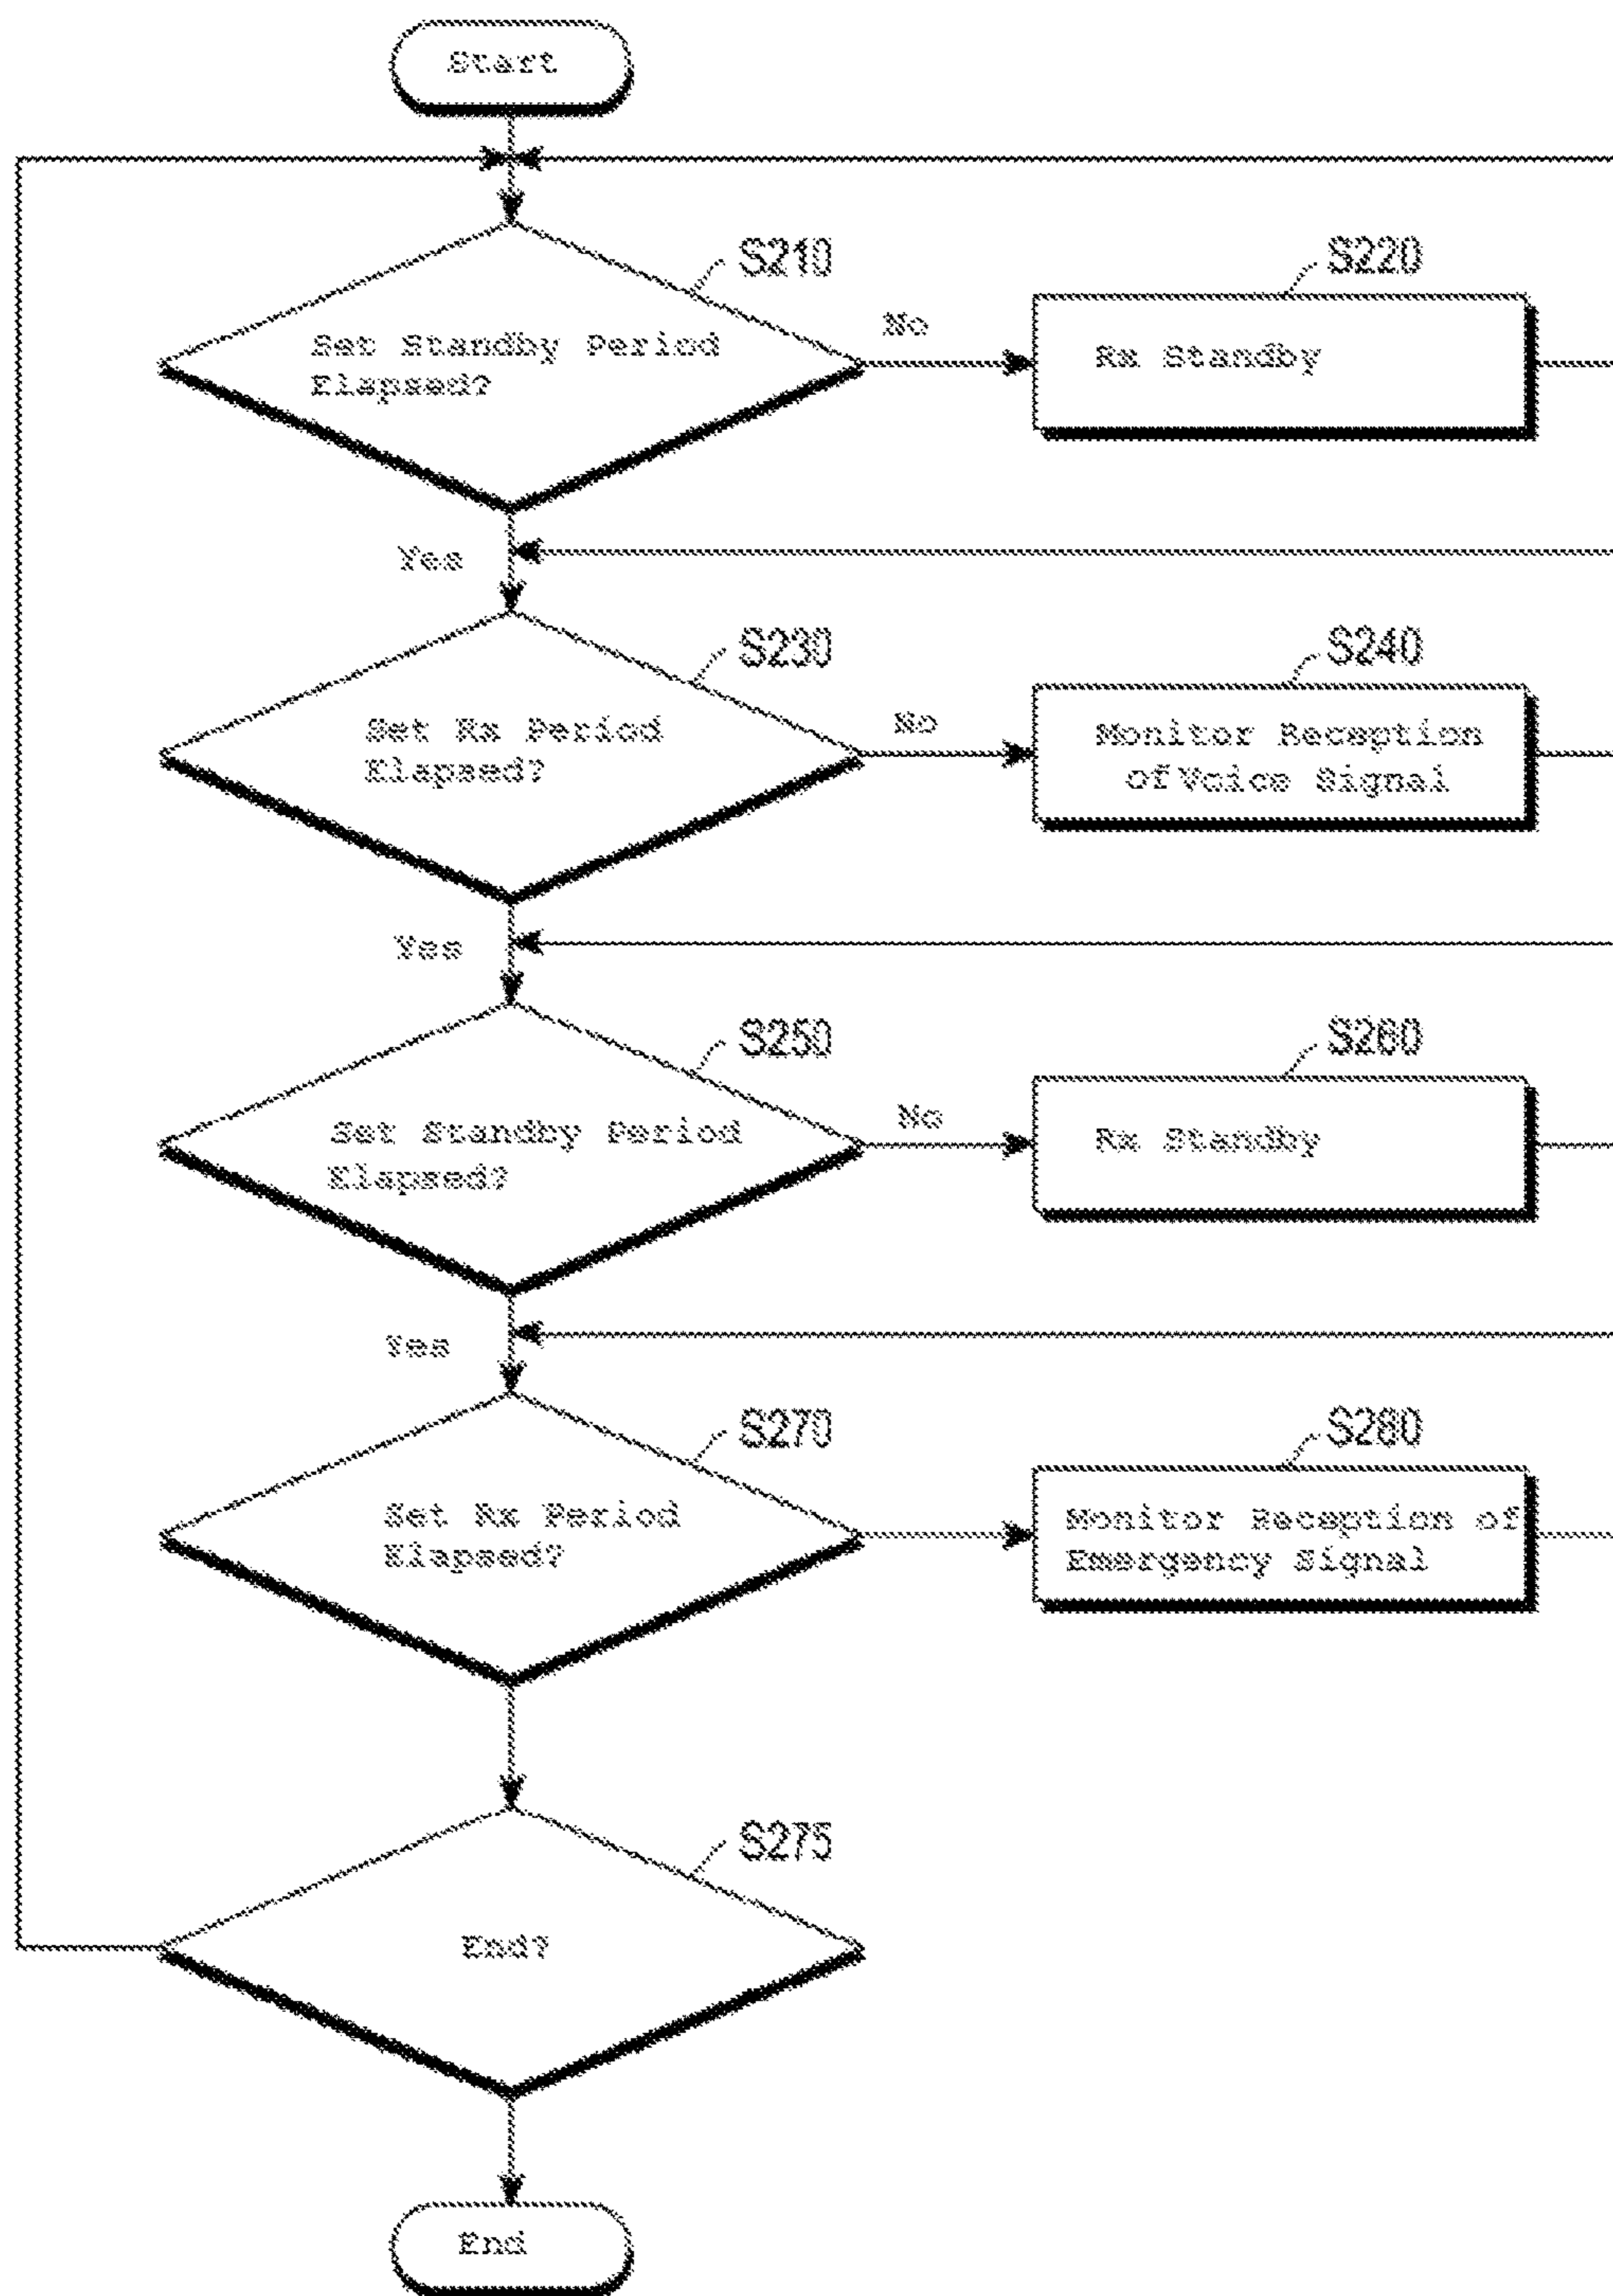 Start
S210
S220
Set Standby Period
Elapsed?
No
Rx Standby
Yes
S230
S240
Set Rx Period
Elapsed?
No
Monitor Reception
of Voice Signal
Yes
S250
S260
Set Standby Period
Elapsed?
No
Rx Standby
Yes
S270
S280
Set Rx Period
Elapsed?
Monitor Reception of
Emergency Signal
S275
End?
End